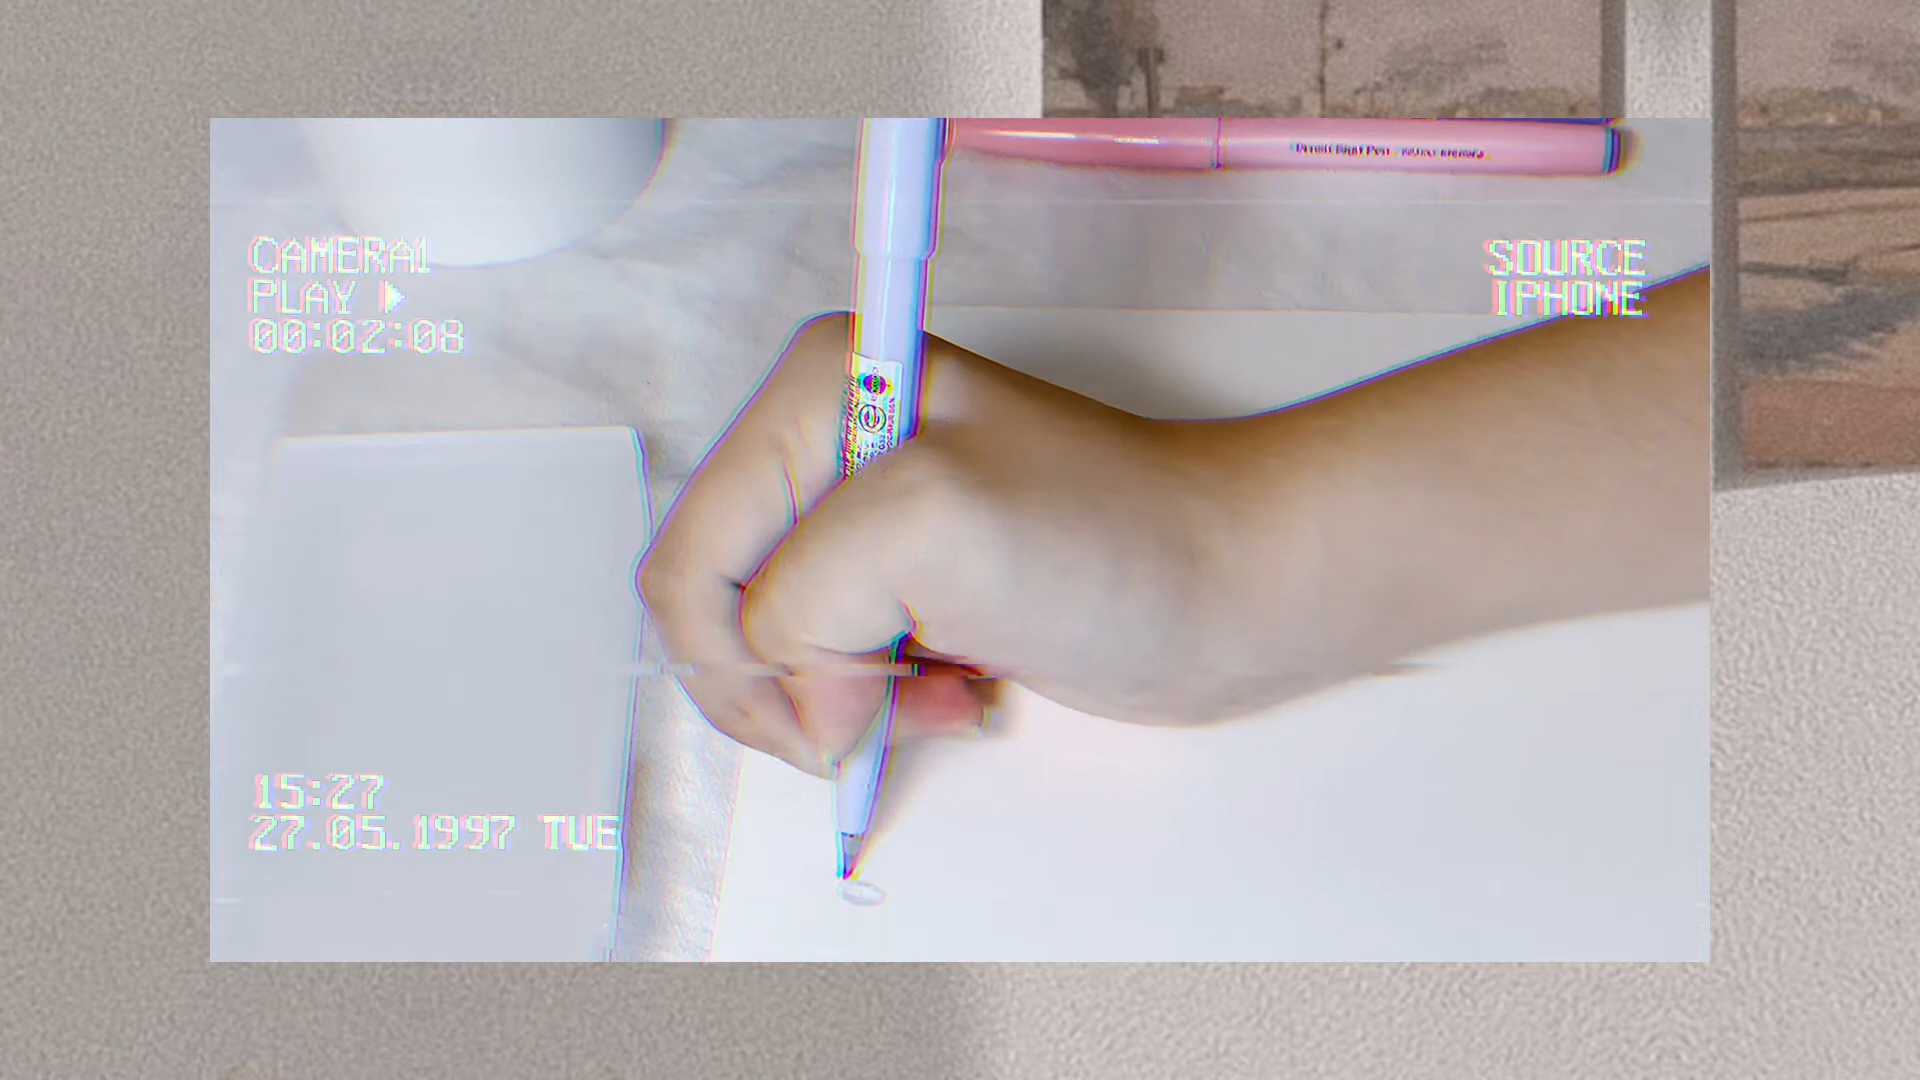 CAMERA1
PLAY
00:02:08
SOURCE
IPHONE
15:27
27.05.1997 TUE